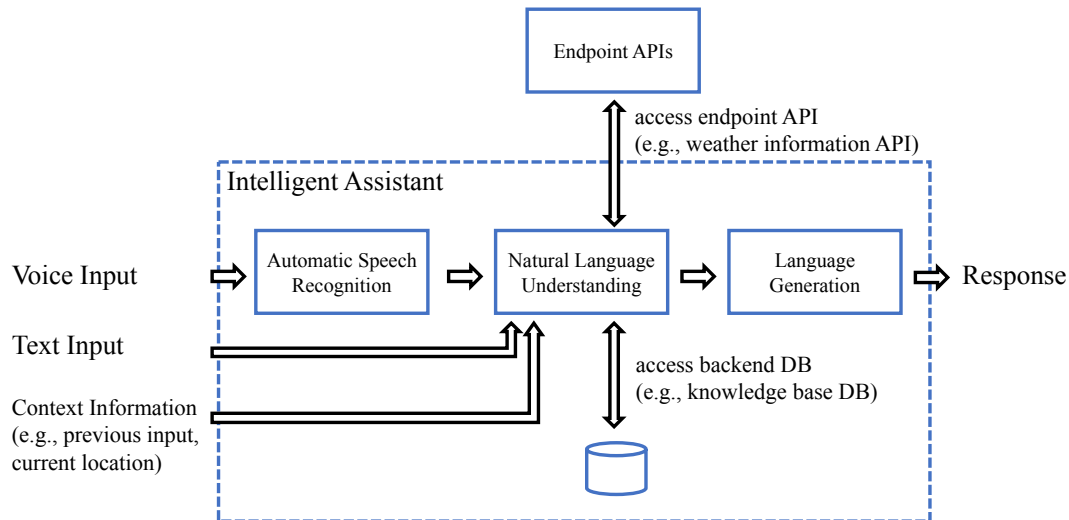 Endpoint APIs
access endpoint API
(e.g., weather information API)
Intelligent Assistant
Voice Input
Automatic Speech
Recognition
Natural Language
Understanding
Language
Generation
Response
Text Input
access backend DB
(e.g., knowledge base DB)
Context Information
(e.g., previous input,
current location)